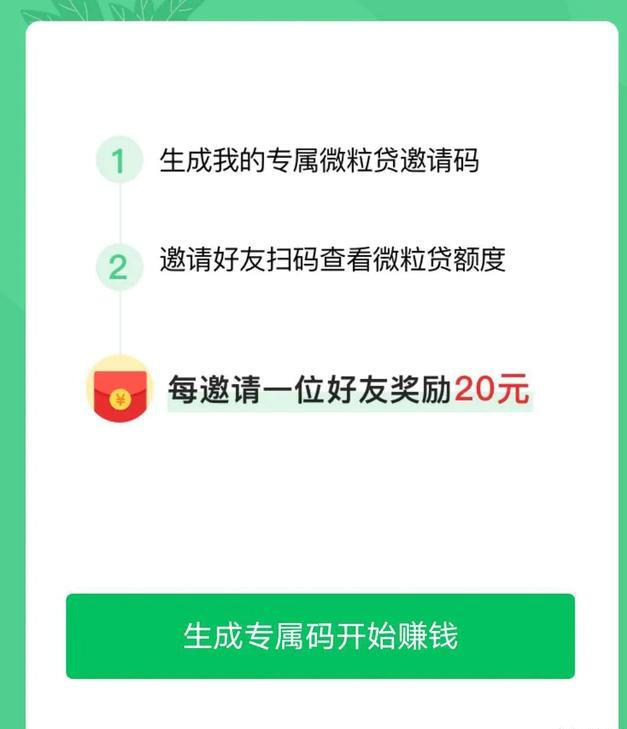 1
生成我的专属微粒贷邀请码
2
邀请好友扫码查看微粒贷额度
¥
每邀请一位好友奖励20元
生成专属码开始赚钱